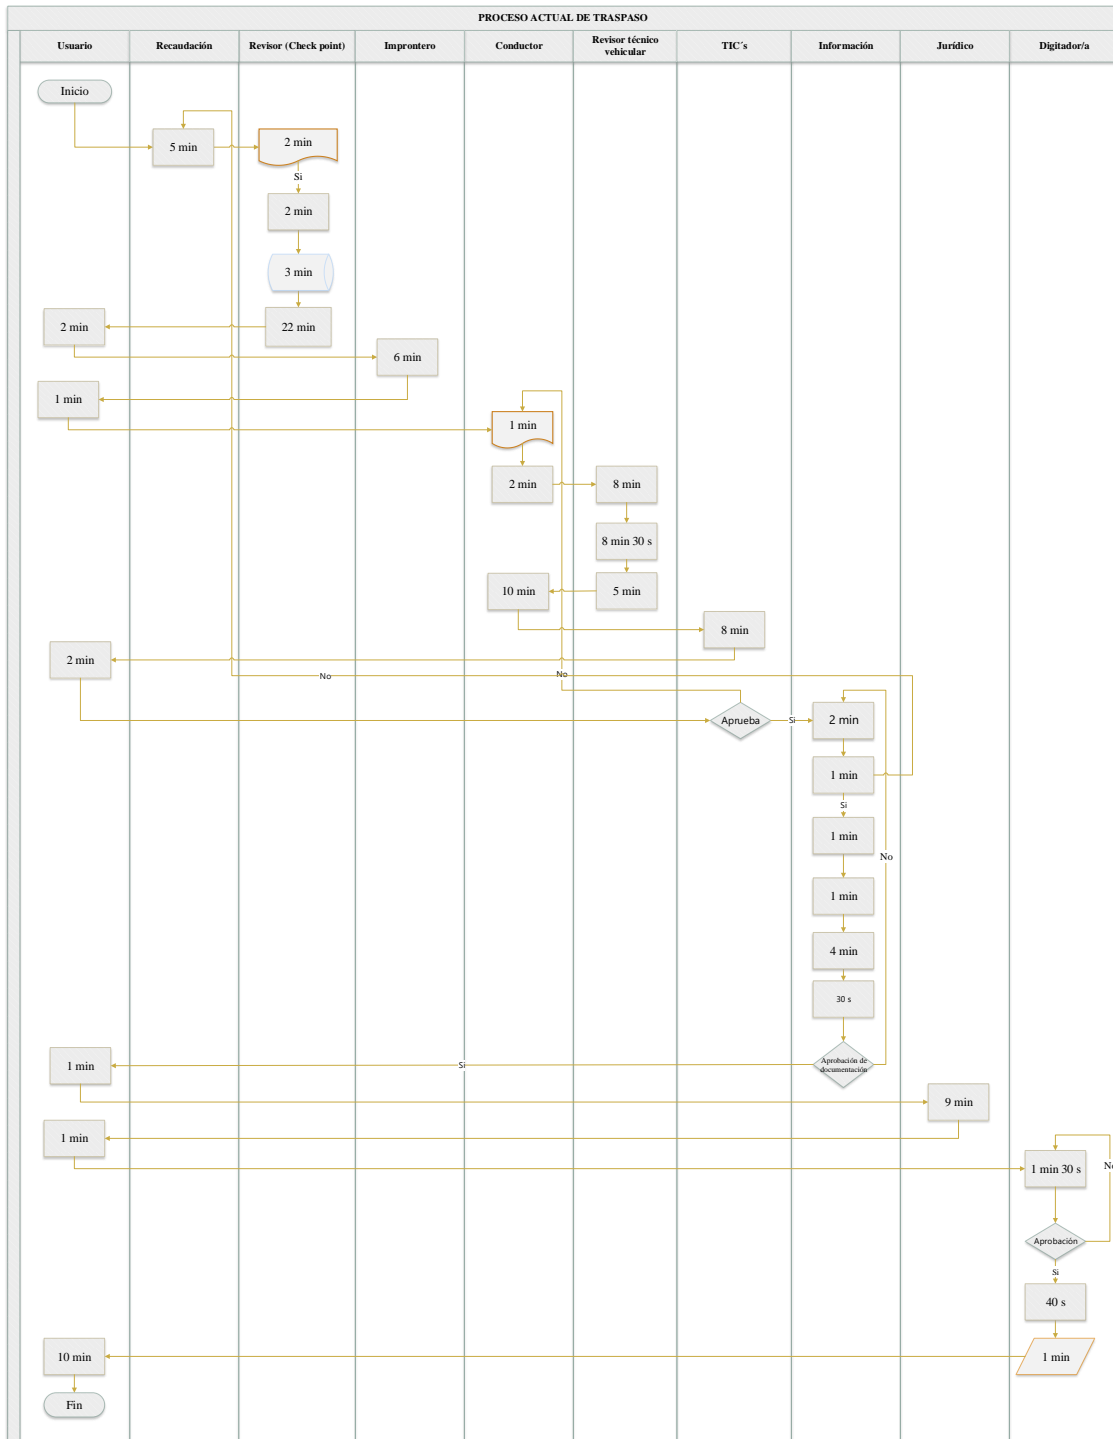 PROCESO ACTUAL DE TRASPASO
Usuario
Recaudación
Revisor (Check point)
Improntero
Conductor
Revisor técnico
vehicular
TIC´s
Información
Jurídico
Digitador/a
Inicio
5 min
2 min
Si
2 min
3 min
22 min
2 min
6 min
1 min
1 min
2 min
8 min
8 min 30 s
5 min
10 min
8 min
2 min
No
No
Aprueba
Si
2 min
1 min
Si
1 min
No
1 min
4 min
30 s
Aprobación de
documentación
Si
1 min
9 min
1 min
1 min 30 s
No
Aprobación
Si
40 s
1 min
10 min
Fin